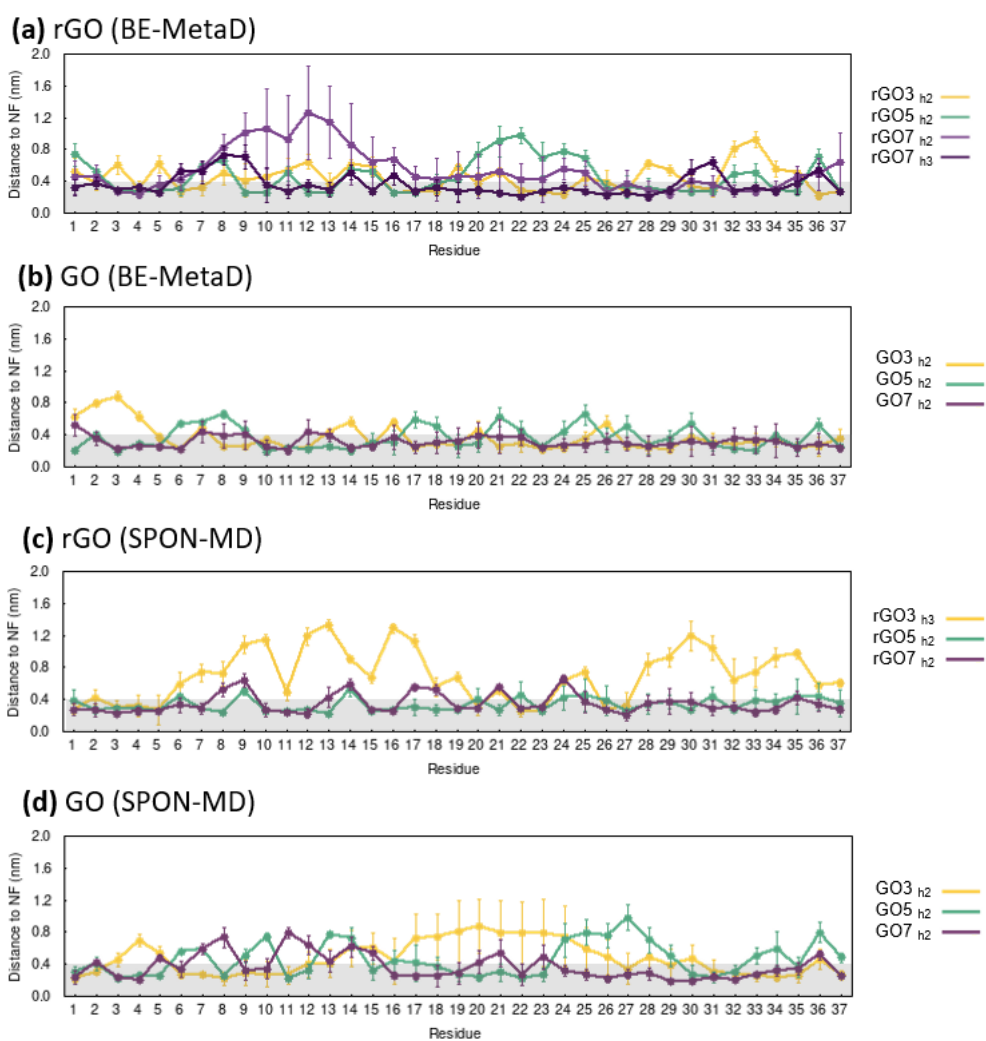 (a) rGO (BE-MetaD)
2.0
1.6
1.2
0.8
0.4
0.0
Distance to NF (nm)
1 2 3 4 5 6 7 8 9 10 11 12 13 14 15 16 17 18 19 20 21 22 23 24 25 26 27 28 29 30 31 32 33 34 35 36 37
Residue
rGO3 h2
rGO5 h2
rGO7 h2
rGO7 h3
(b) GO (BE-MetaD)
2.0
1.6
1.2
0.8
0.4
0.0
Distance to NF (nm)
1 2 3 4 5 6 7 8 9 10 11 12 13 14 15 16 17 18 19 20 21 22 23 24 25 26 27 28 29 30 31 32 33 34 35 36 37
Residue
GO3 h2
GO5 h2
GO7 h2
(c) rGO (SPON-MD)
2.0
1.6
1.2
0.8
0.4
0.0
Distance to NF (nm)
1 2 3 4 5 6 7 8 9 10 11 12 13 14 15 16 17 18 19 20 21 22 23 24 25 26 27 28 29 30 31 32 33 34 35 36 37
Residue
rGO3 h3
rGO5 h2
rGO7 h2
(d) GO (SPON-MD)
2.0
1.6
1.2
0.8
0.4
0.0
Distance to NF (nm)
1 2 3 4 5 6 7 8 9 10 11 12 13 14 15 16 17 18 19 20 21 22 23 24 25 26 27 28 29 30 31 32 33 34 35 36 37
Residue
GO3 h2
GO5 h2
GO7 h2